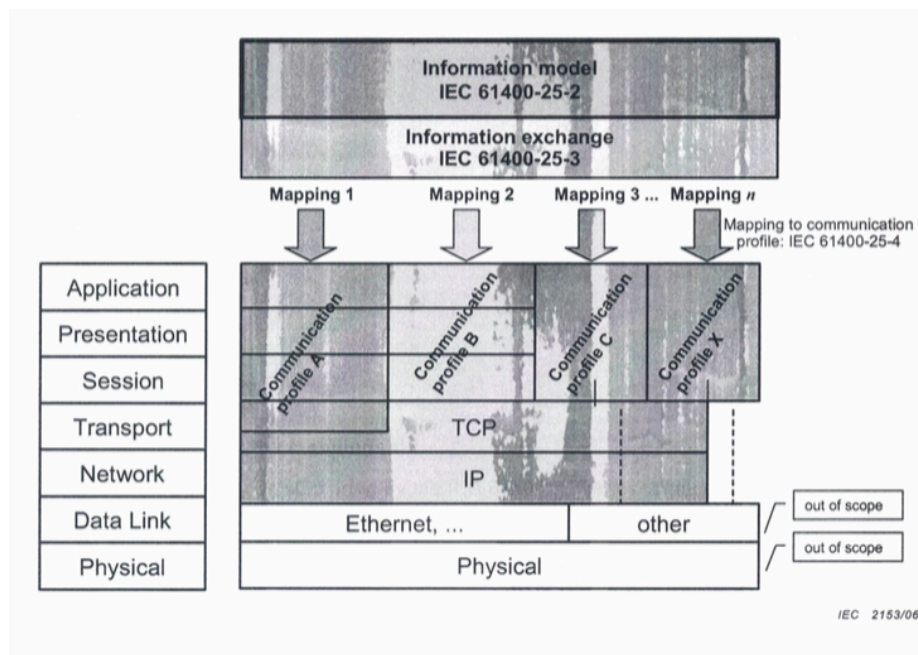 Information model
IEC 61400-25-2
Information exchange
IEC 61400-25-3
Mapping 1
Mapping 2
Mapping 3 ...
Mapping n
Mapping to communication
profile: IEC 61400-25-4
Application
Presentation
Session
Transport
Network
Data Link
Physical
Communication
profile A
Communication
profile B
Communication
profile C
Communication
profile X
TCP
IP
Ethernet, ...
other
Physical
out of scope
out of scope
IEC 2153/06